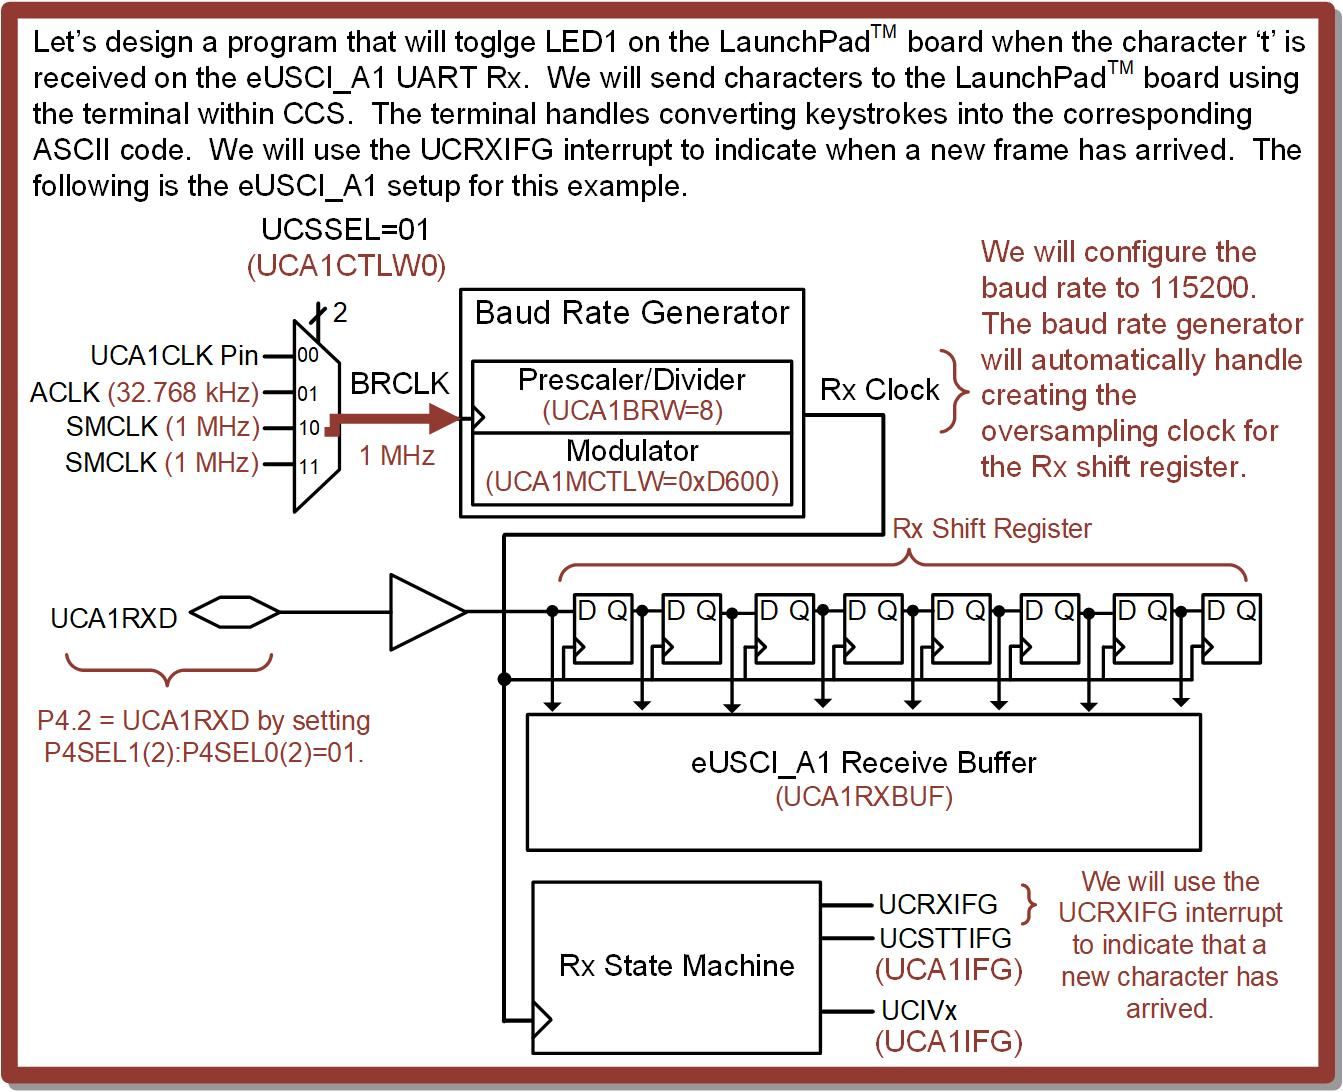 Let's design a program that will toglge LED1 on the LaunchPad™ board when the character 't' is
received on the eUSCI_A1 UART Rx. We will send characters to the LaunchPad™ board using
the terminal within CCS. The terminal handles converting keystrokes into the corresponding
ASCII code. We will use the UCRXIFG interrupt to indicate when a new frame has arrived. The
following is the eUSCI_A1 setup for this example.
UCSSEL=01
(UCA1CTLW0)
2
UCA1CLK Pin
00
ACLK (32.768 kHz)
01
SMCLK (1 MHz)
10
SMCLK (1 MHz)
11
BRCLK
1 MHz
Baud Rate Generator
Prescaler/Divider
(UCA1BRW=8)
Modulator
(UCA1MCTLW=0xD600)
Rx Clock
We will configure the
baud rate to 115200.
The baud rate generator
will automatically handle
creating the
oversampling clock for
the Rx shift register.
Rx Shift Register
UCA1RXD
D Q
D Q
D Q
D Q
D Q
D Q
D Q
D Q
P4.2 = UCA1RXD by setting
P4SEL1(2):P4SEL0(2)=01.
eUSCI_A1 Receive Buffer
(UCA1RXBUF)
Rx State Machine
UCRXIFG
UCSTTIFG
(UCA1IFG)
UCIVx
(UCA1IFG)
We will use the
UCRXIFG interrupt
to indicate that a
new character has
arrived.